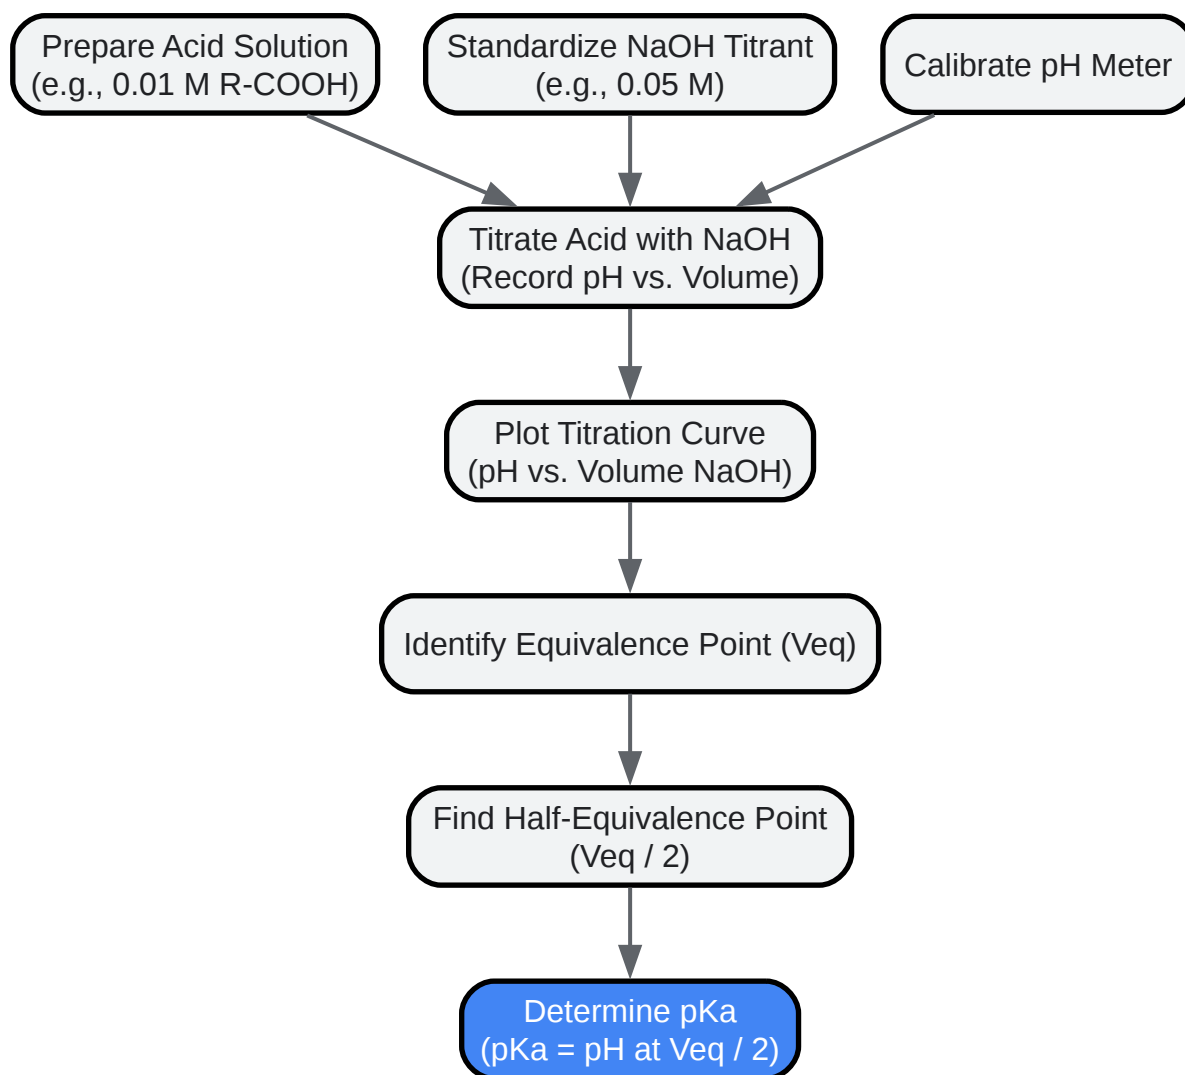 Prepare Acid Solution
(e.g., 0.01 M R-COOH)
Standardize NaOH Titrant
(e.g., 0.05 M)
Calibrate pH Meter
Titrate Acid with NaOH
(Record pH vs. Volume)
Plot Titration Curve
(pH vs. Volume NaOH)
Identify Equivalence Point (Veq)
Find Half-Equivalence Point
(Veq / 2)
Determine pKa
(pKa = pH at Veq / 2)